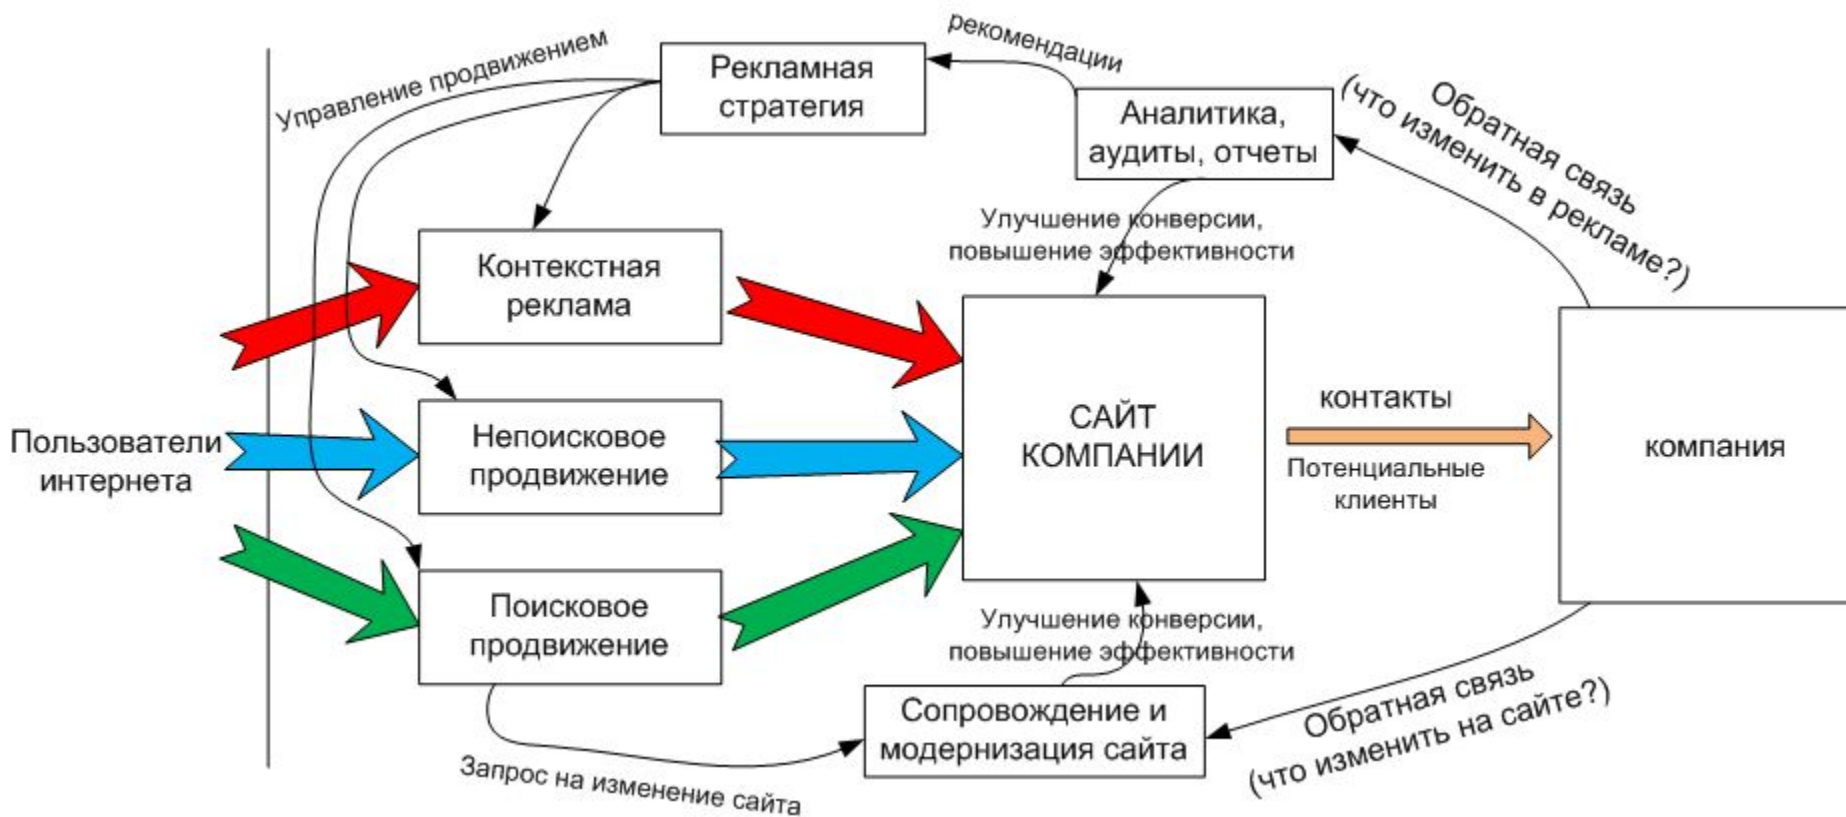 Управление продвижением
Рекламная
стратегия
рекомендации
Аналитика,
аудиты, отчеты
Обратная связь
(что изменить в рекламе?)
Улучшение конверсии,
повышение эффективности
Контекстная
реклама
Пользователи
интернета
Непоисковое
продвижение
САЙТ
КОМПАНИИ
контакты
Потенциальные
клиенты
компания
Поисковое
продвижение
Улучшение конверсии,
повышение эффективности
Сопровождение и
модернизация сайта
Обратная связь
(что изменить на сайте?)
Запрос на изменение сайта